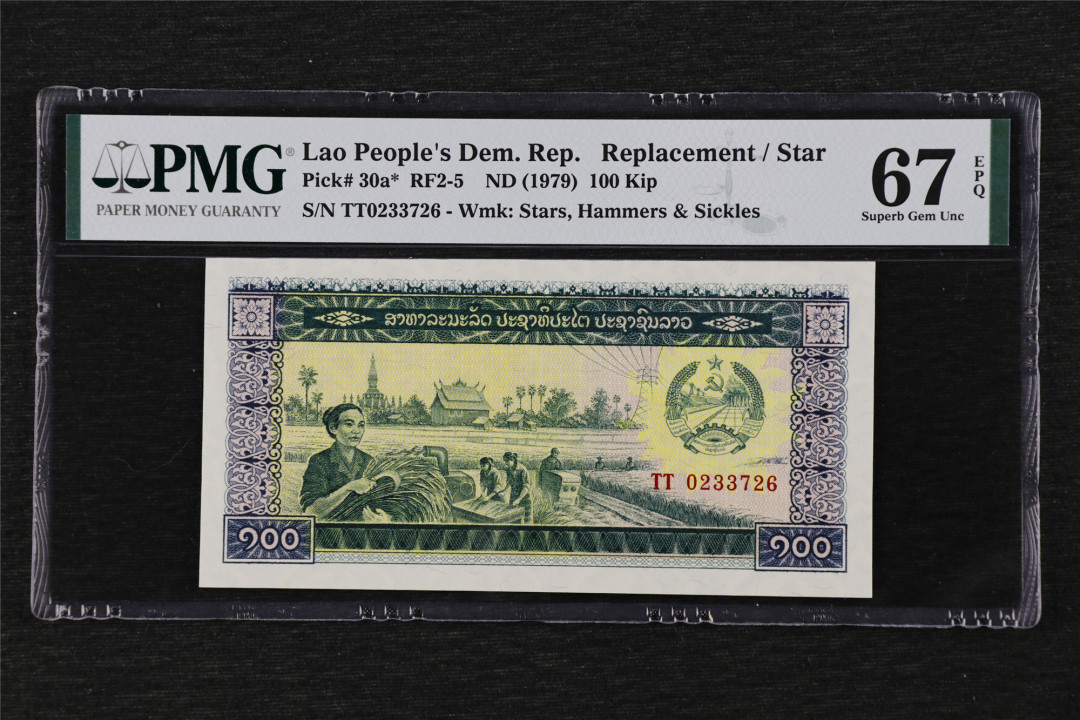 PMG®
PAPER MONEY GUARANTY
Lao People's Dem. Rep. Replacement / Star
Pick# 30a* RF2-5 ND (1979) 100 Kip
S/N TT0233726 - Wmk: Stars, Hammers & Sickles
67
EPQ
Superb Gem Unc
ສາທາລະນະລັດ ປະຊາທິປະໄຕ ປະຊາຊົນລາວ
TT 0233726
໑໐໐
໑໐໐